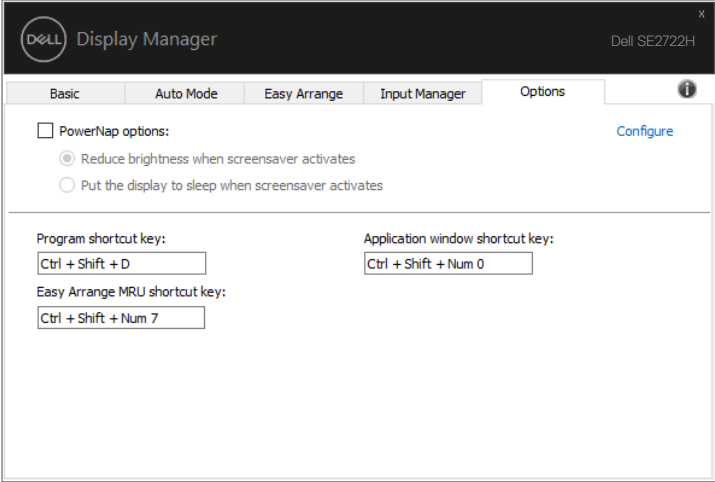 x
DELL Display Manager
Dell SE2722H
Basic Auto Mode Easy Arrange Input Manager Options i
PowerNap options: Configure
Reduce brightness when screensaver activates
Put the display to sleep when screensaver activates
Program shortcut key: Application window shortcut key:
Ctrl + Shift + D Ctrl + Shift + Num 0
Easy Arrange MRU shortcut key:
Ctrl + Shift + Num 7